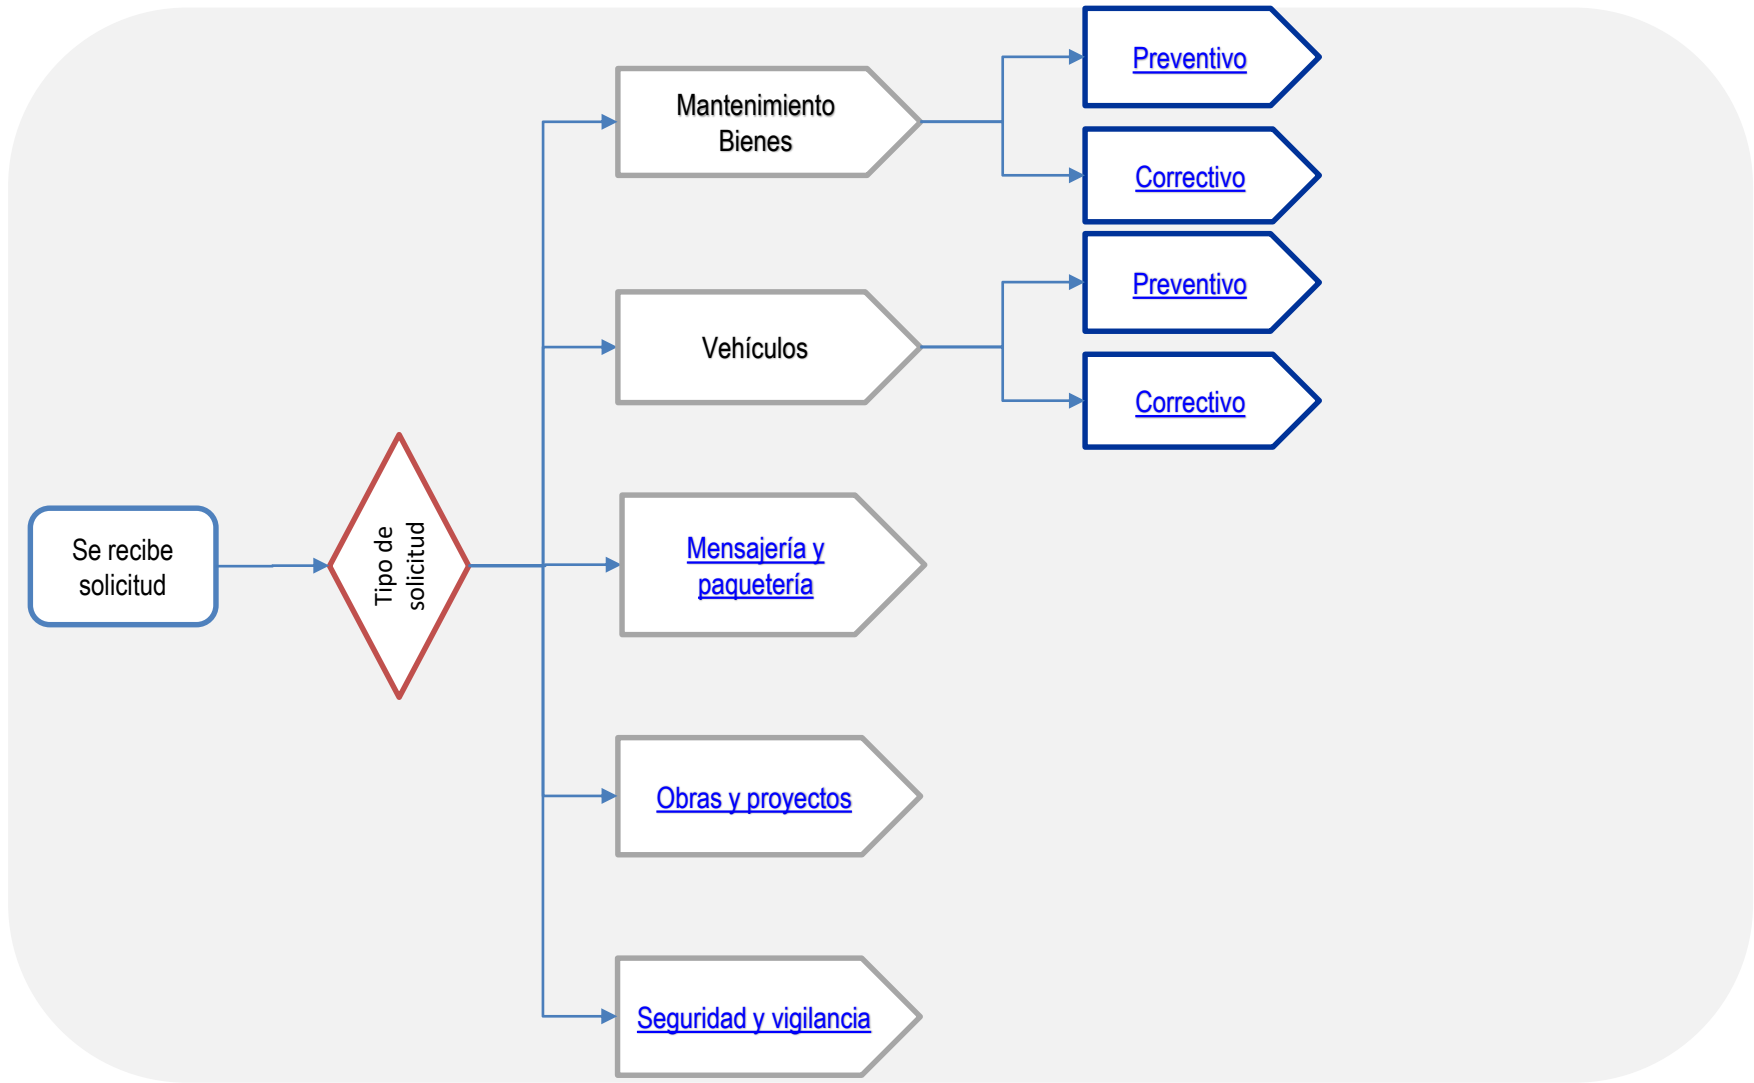 Se recibe
solicitud
Tipo de
solicitud
Mantenimiento
Bienes
Preventivo
Correctivo
Vehículos
Preventivo
Correctivo
Mensajería y
paquetería
Obras y proyectos
Seguridad y vigilancia